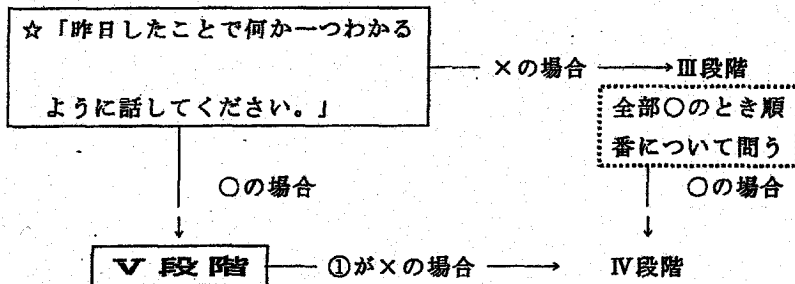 ☆「昨日したことで何か一つわかる
ように話してください。」
×の場合
Ⅲ段階
全部○のとき順
番について問う
○の場合
○の場合
Ⅴ段階
①が×の場合
Ⅳ段階